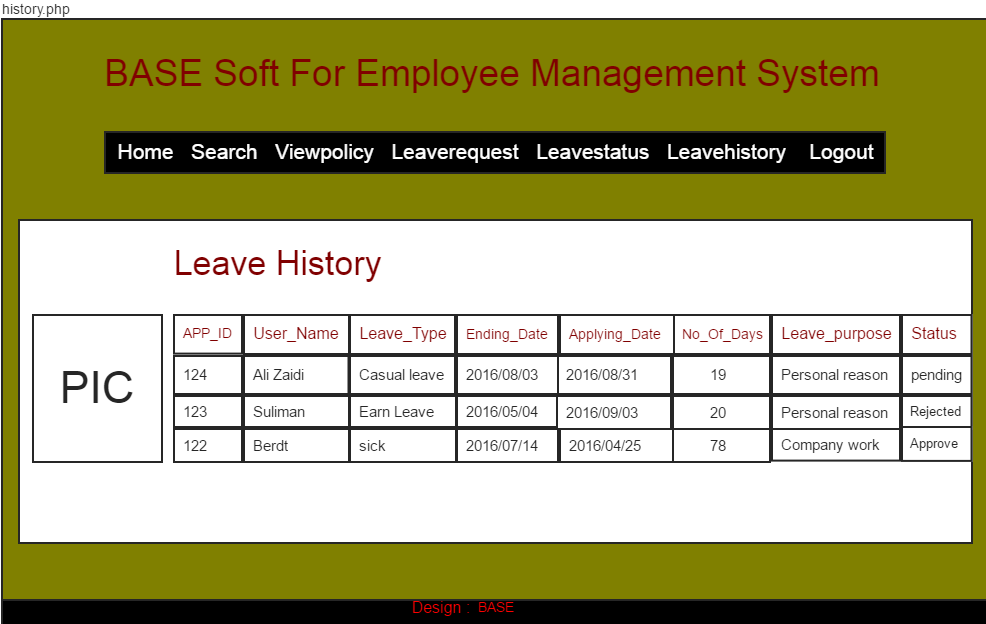 history.php
BASE Soft For Employee Management System
Home Search Viewpolicy Leaverequest Leavestatus Leavehistory Logout
Leave History
PIC
APP_ID User_Name Leave_Type Ending_Date Applying_Date No_Of_Days Leave_purpose Status
124 Ali Zaidi Casual leave 2016/08/03 2016/08/31 19 Personal reason pending
123 Suliman Earn Leave 2016/05/04 2016/09/03 20 Personal reason Rejected
122 Berdt sick 2016/07/14 2016/04/25 78 Company work Approve
Design : BASE